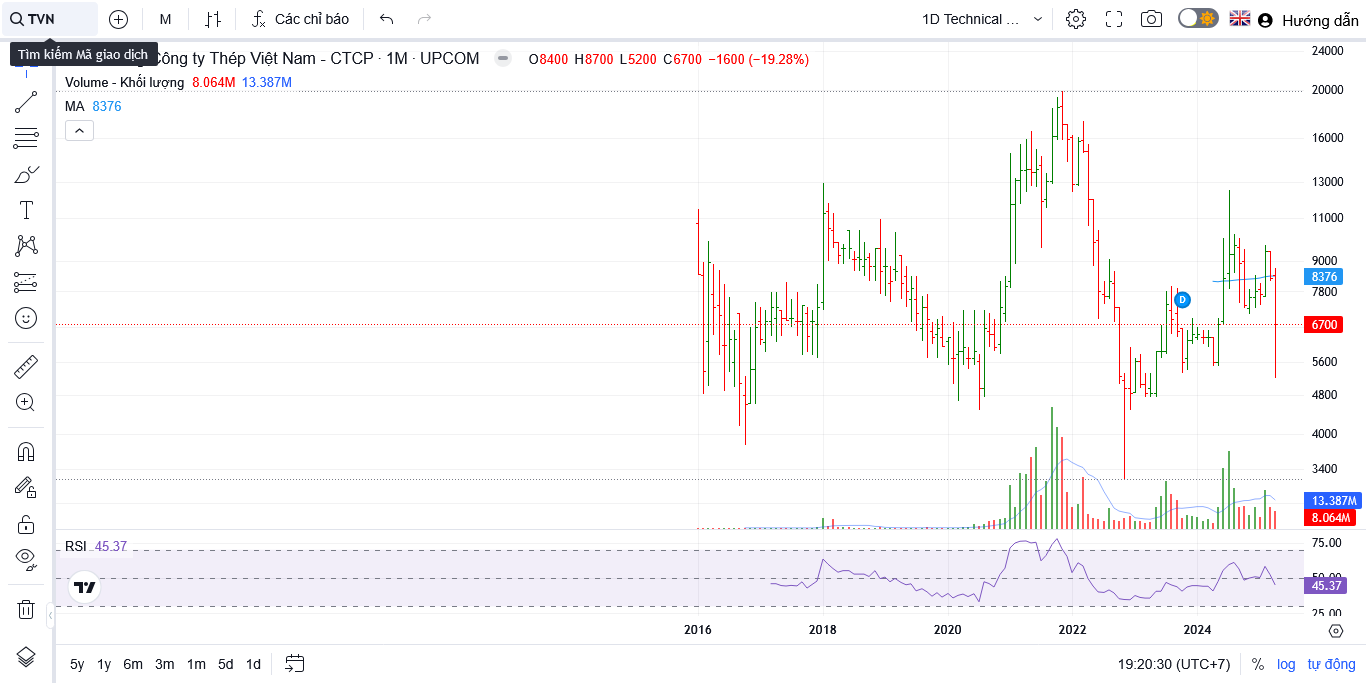 TVN M Các chỉ báo 1D Technical ... Hướng dẫn
Tìm kiếm Mã giao dịch
Công ty Thép Việt Nam - CTCP · 1M · UPCOM O8400 H8700 L5200 C6700 −1600 (−19.28%)
Volume - Khối lượng 8.064M 13.387M
MA 8376
24000
20000
16000
13000
11000
9000
8376
7800
D
6700
5600
4800
4000
3400
13.387M
8.064M
RSI 45.37
75.00
50.00
45.37
25.00
2016 2018 2020 2022 2024
5y 1y 6m 3m 1m 5d 1d 19:20:30 (UTC+7) % log tự động